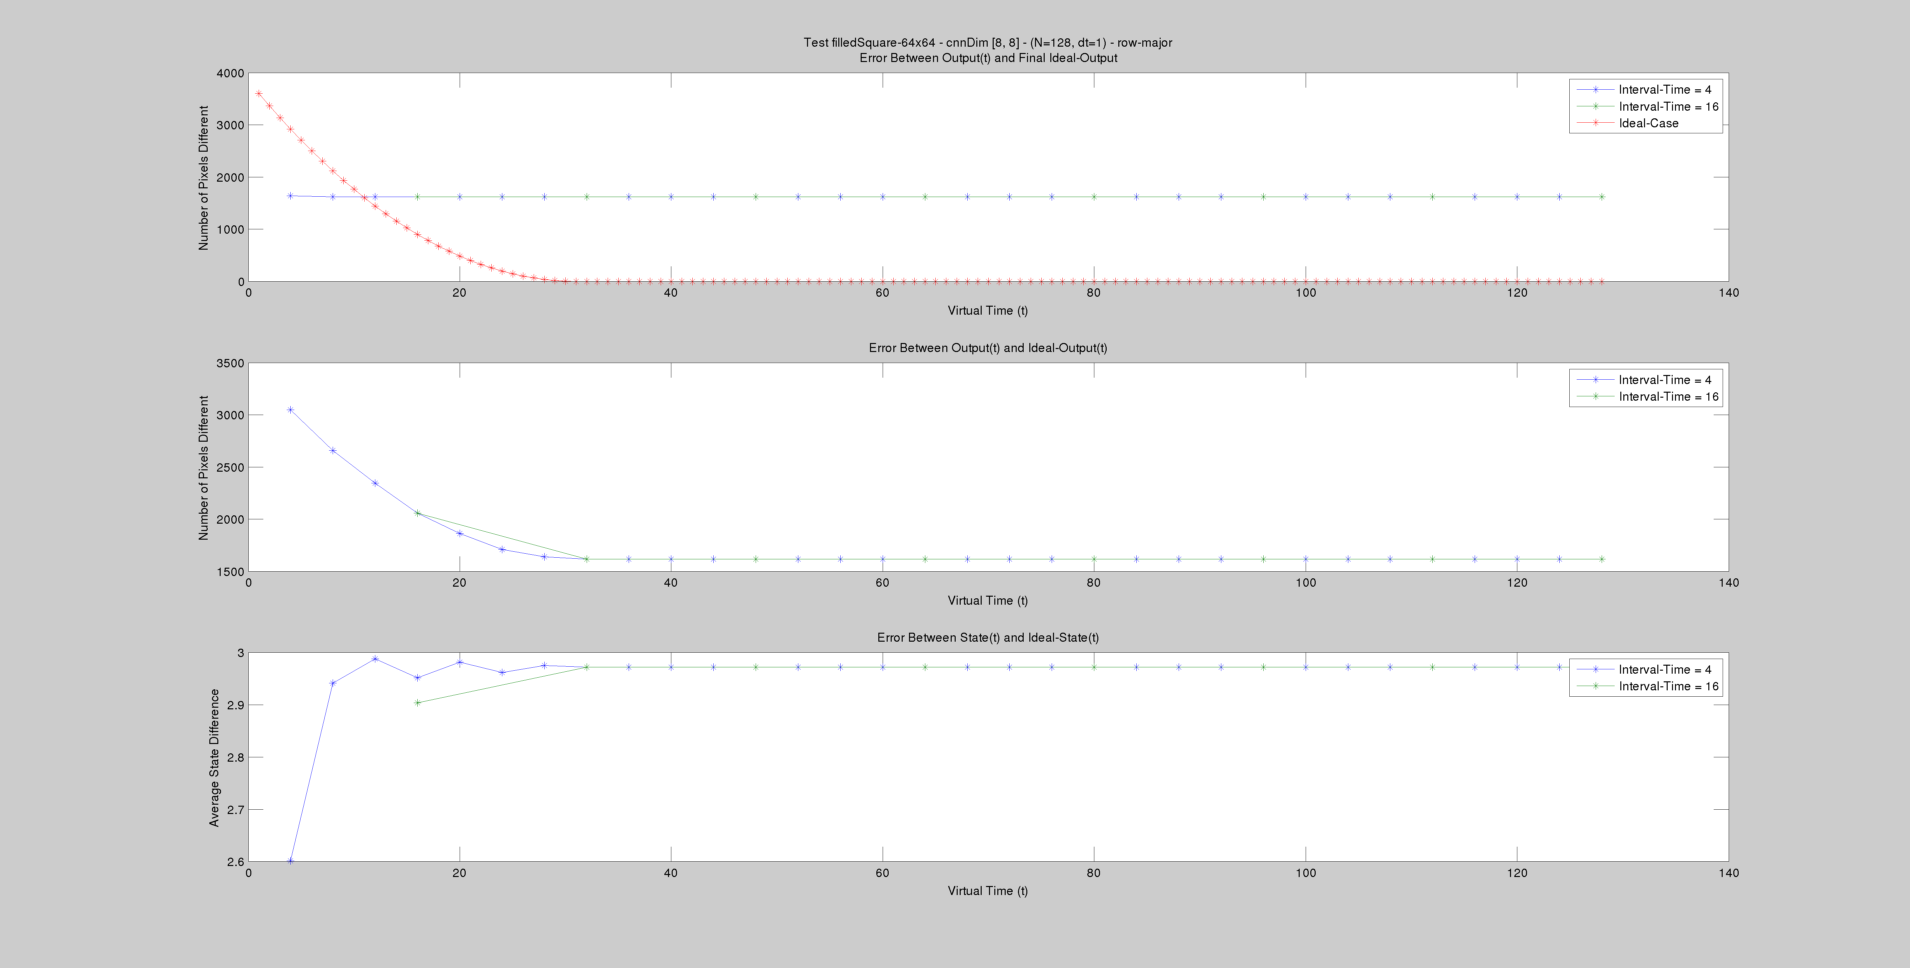 Test filledSquare-64x64 - cnnDim [8, 8] - (N=128, dt=1) - row-major
Error Between Output(t) and Final Ideal-Output
Number of Pixels Different
4000
3000
2000
1000
0
0 20 40 60 80 100 120 140
Virtual Time (t)
Interval-Time = 4
Interval-Time = 16
Ideal-Case
Error Between Output(t) and Ideal-Output(t)
Number of Pixels Different
3500
3000
2500
2000
1500
0 20 40 60 80 100 120 140
Virtual Time (t)
Interval-Time = 4
Interval-Time = 16
Error Between State(t) and Ideal-State(t)
Average State Difference
3
2.9
2.8
2.7
2.6
0 20 40 60 80 100 120 140
Virtual Time (t)
Interval-Time = 4
Interval-Time = 16